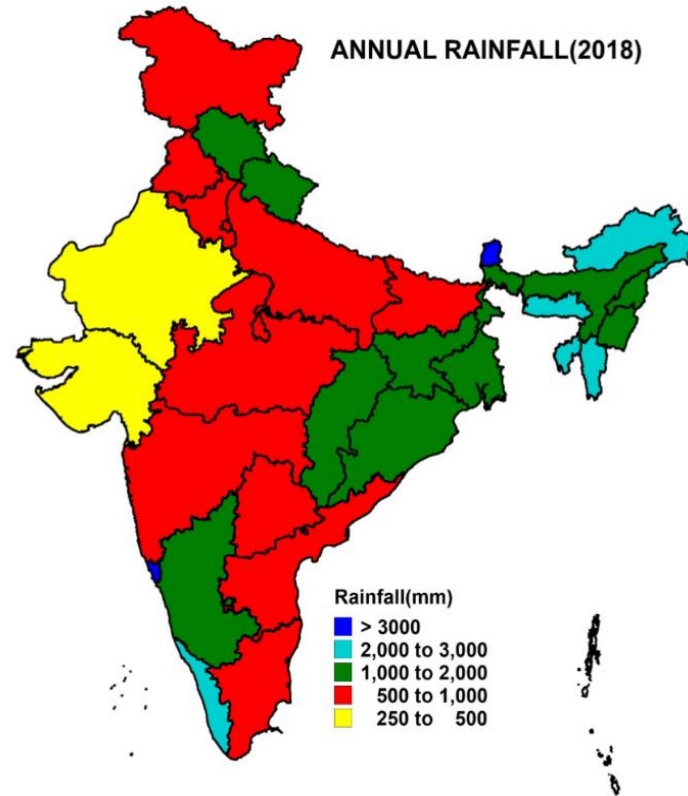 ANNUAL RAINFALL(2018)
Rainfall(mm)
> 3000
2,000 to 3,000
1,000 to 2,000
500 to 1,000
250 to 500